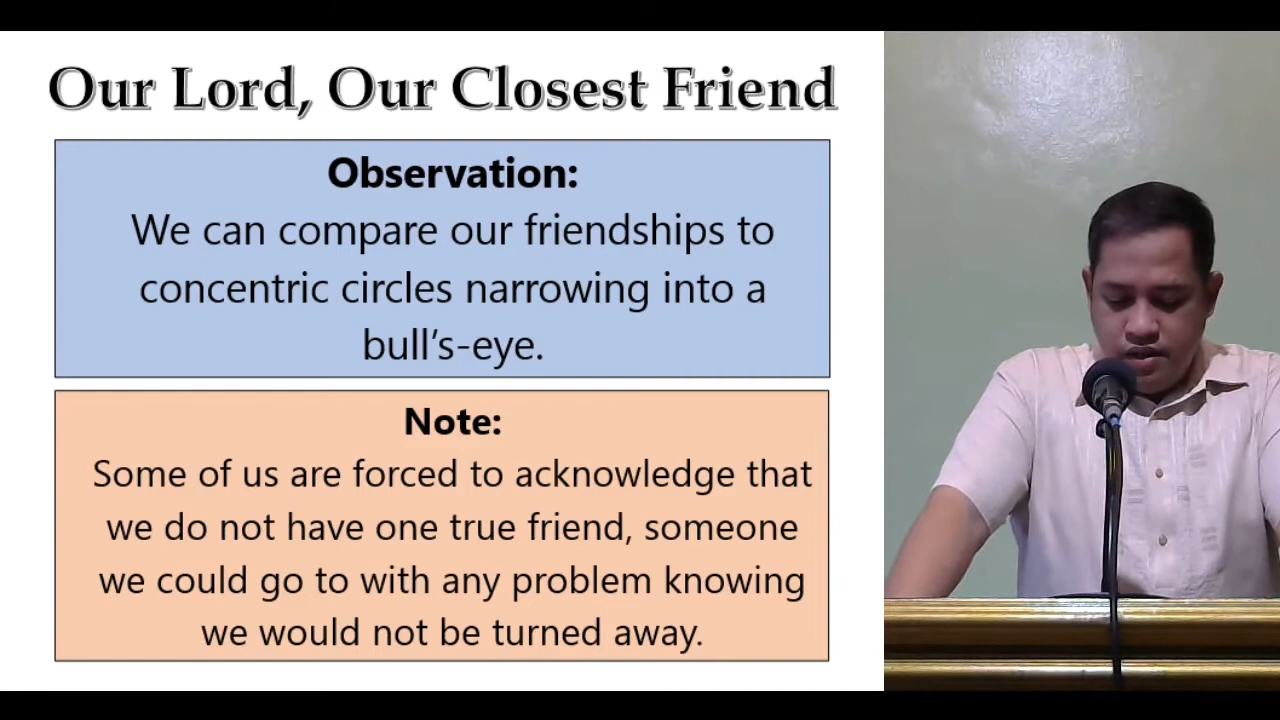 Our Lord, Our Closest Friend
Observation:
We can compare our friendships to
concentric circles narrowing into a
bull’s-eye.
Note:
Some of us are forced to acknowledge that
we do not have one true friend, someone
we could go to with any problem knowing
we would not be turned away.